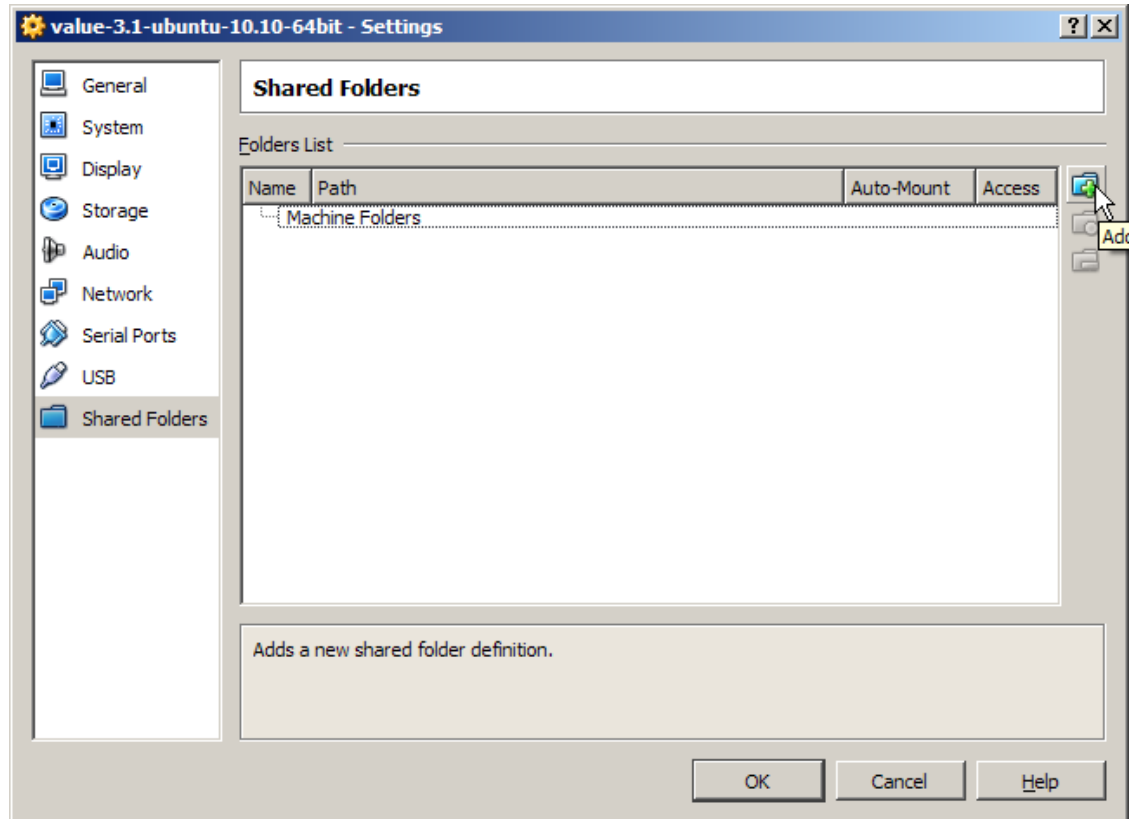 value-3.1-ubuntu-10.10-64bit - Settings
General
System
Display
Storage
Audio
Network
Serial Ports
USB
Shared Folders
Shared Folders
Folders List
Name Path Auto-Mount Access
Machine Folders
Adds a new shared folder definition.
OK Cancel Help